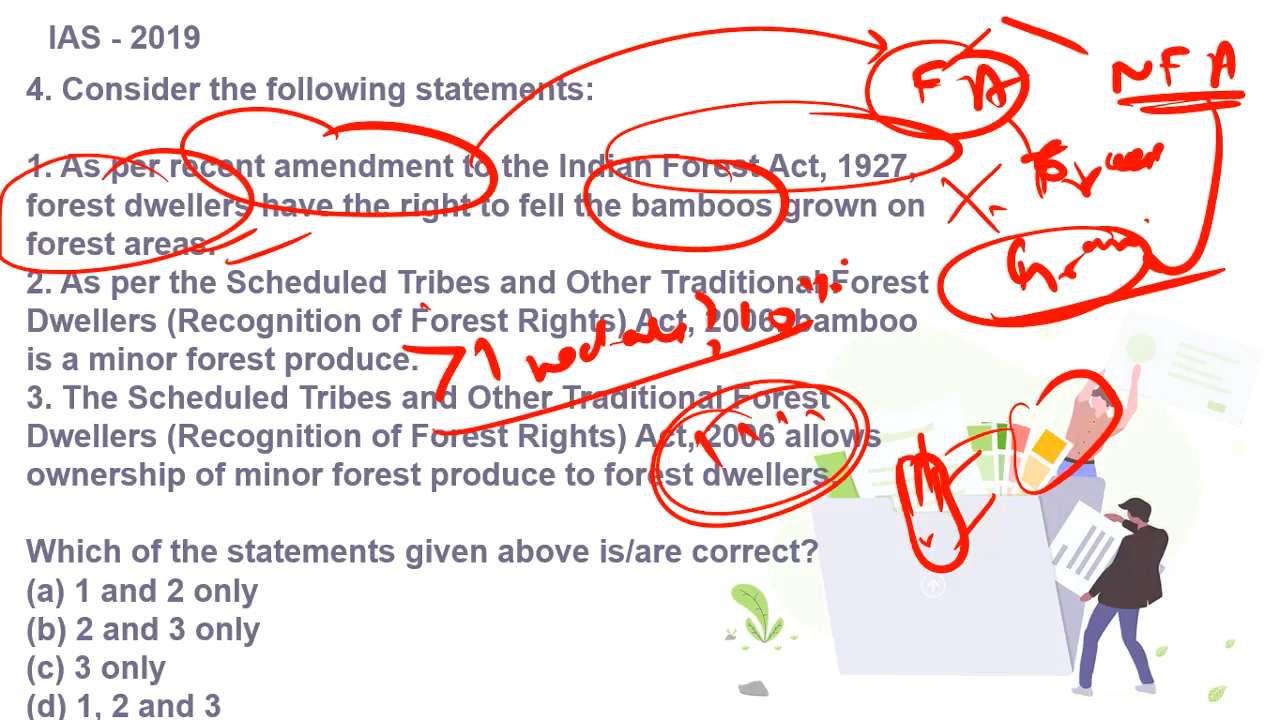 IAS - 2019
4. Consider the following statements:
1. As per recent amendment to the Indian Forest Act, 1927,
forest dwellers have the right to fell the bamboos grown on
forest areas.
2. As per the Scheduled Tribes and Other Traditional Forest
Dwellers (Recognition of Forest Rights) Act, 2006, bamboo
is a minor forest produce.
3. The Scheduled Tribes and Other Traditional Forest
Dwellers (Recognition of Forest Rights) Act, 2006 allows
ownership of minor forest produce to forest dwellers.
Which of the statements given above is/are correct?
(a) 1 and 2 only
(b) 2 and 3 only
(c) 3 only
(d) 1, 2 and 3
FA
NFA